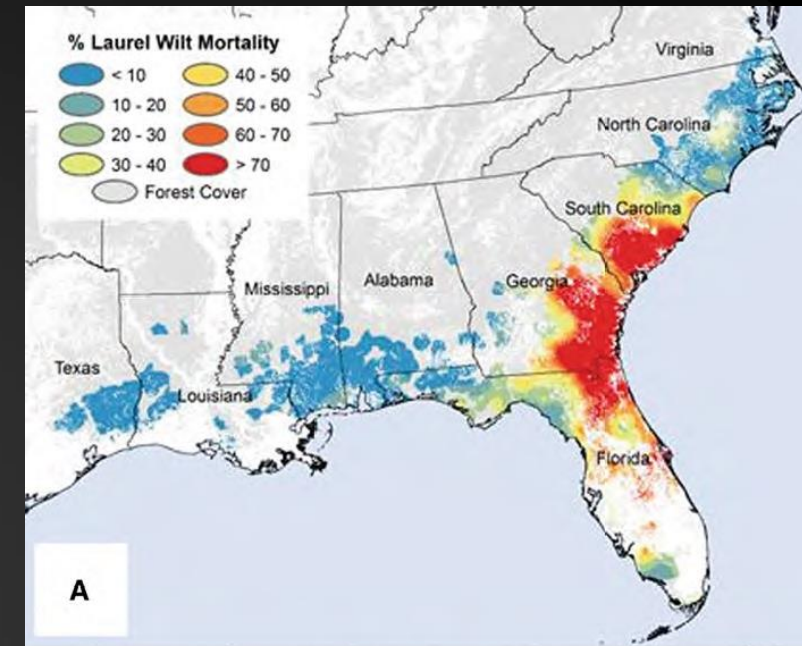 % Laurel Wilt Mortality
< 10
40 - 50
10 - 20
50 - 60
20 - 30
60 - 70
30 - 40
> 70
Forest Cover
Virginia
North Carolina
South Carolina
Mississippi
Alabama
Georgia
Texas
Louisiana
Florida
A